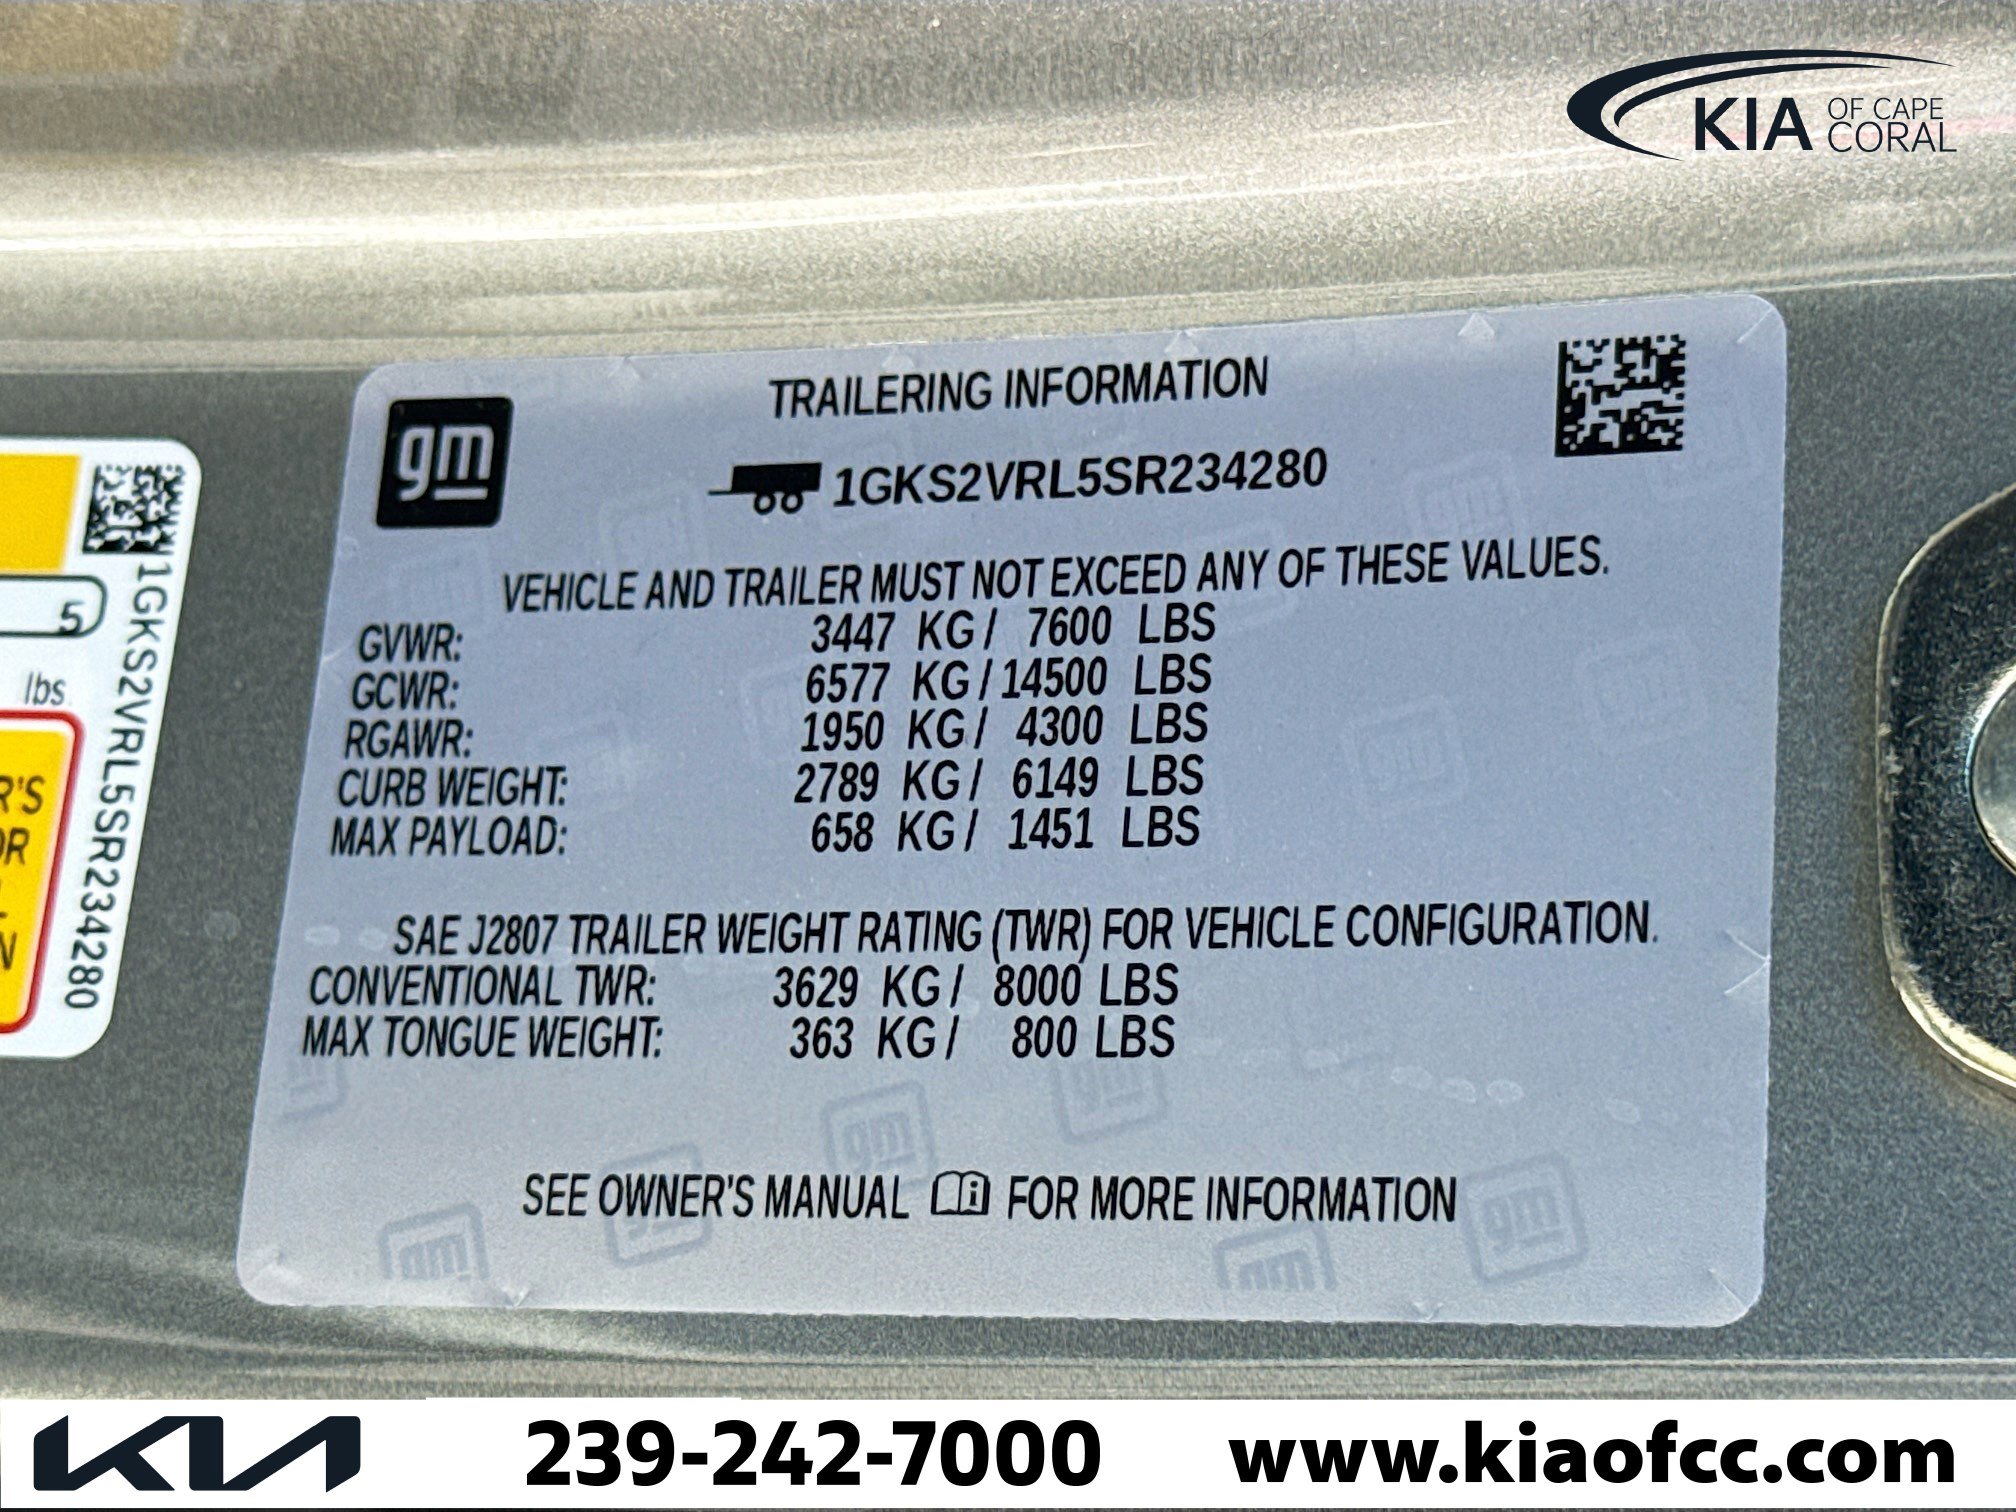 KIA OF CAPE CORAL
gm
TRAILERING INFORMATION
1GKS2VRL5SR234280
VEHICLE AND TRAILER MUST NOT EXCEED ANY OF THESE VALUES.
GVWR: 3447 KG / 7600 LBS
GCWR: 6577 KG / 14500 LBS
RGAWR: 1950 KG / 4300 LBS
CURB WEIGHT: 2789 KG / 6149 LBS
MAX PAYLOAD: 658 KG / 1451 LBS
SAE J2807 TRAILER WEIGHT RATING (TWR) FOR VEHICLE CONFIGURATION.
CONVENTIONAL TWR: 3629 KG / 8000 LBS
MAX TONGUE WEIGHT: 363 KG / 800 LBS
SEE OWNER'S MANUAL FOR MORE INFORMATION
5
lbs.
R'S
OR
N
1GKS2VRL5SR234280
KIA
239-242-7000
www.kiaofcc.com